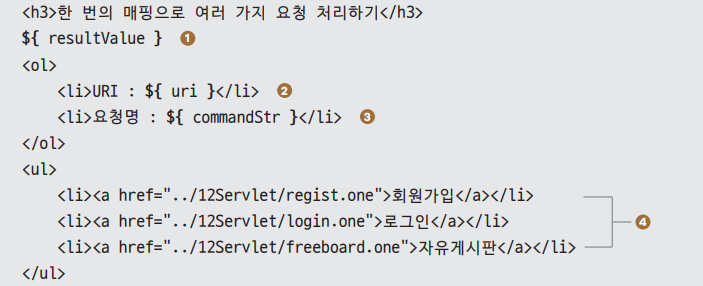 <h3>한 번의 매핑으로 여러 가지 요청 처리하기</h3>
${ resultValue } ❶
<ol>
    <li>URI : ${ uri }</li> ❷
    <li>요청명 : ${ commandStr }</li> ❸
</ol>
<ul>
    <li><a href="../12Servlet/regist.one">회원가입</a></li>
    <li><a href="../12Servlet/login.one">로그인</a></li> ❹
    <li><a href="../12Servlet/freeboard.one">자유게시판</a></li>
</ul>